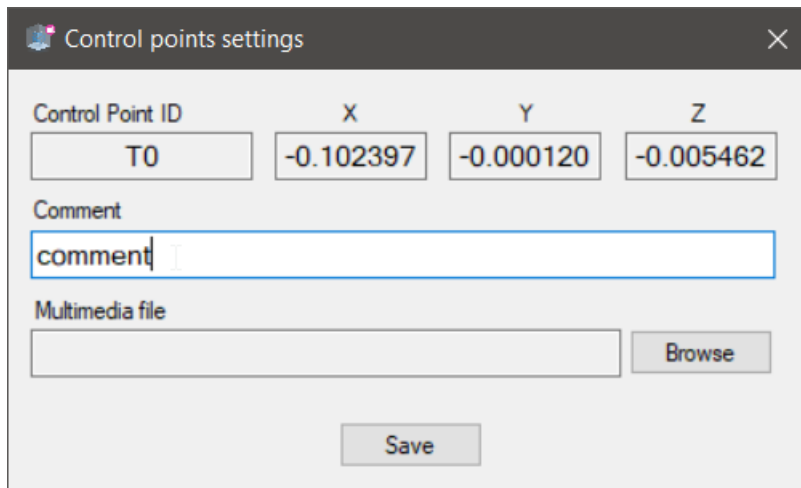 Control points settings
Control Point ID X Y Z
T0 -0.102397 -0.000120 -0.005462
Comment
comment
Multimedia file
Browse
Save